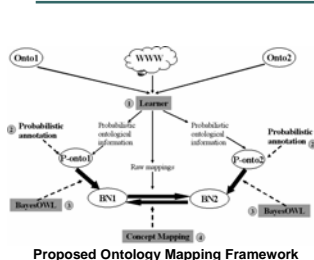 Onto1
WWW
Onto2
① Learner
② Probabilistic
annotation
Probabilistic
ontological
information
Probabilistic
ontological
information
Probabilistic
annotation
P-onto1
P-onto2
Raw mappings
BN1
BN2
BayesOWL ③
③ BayesOWL
Concept Mapping ④
Proposed Ontology Mapping Framework